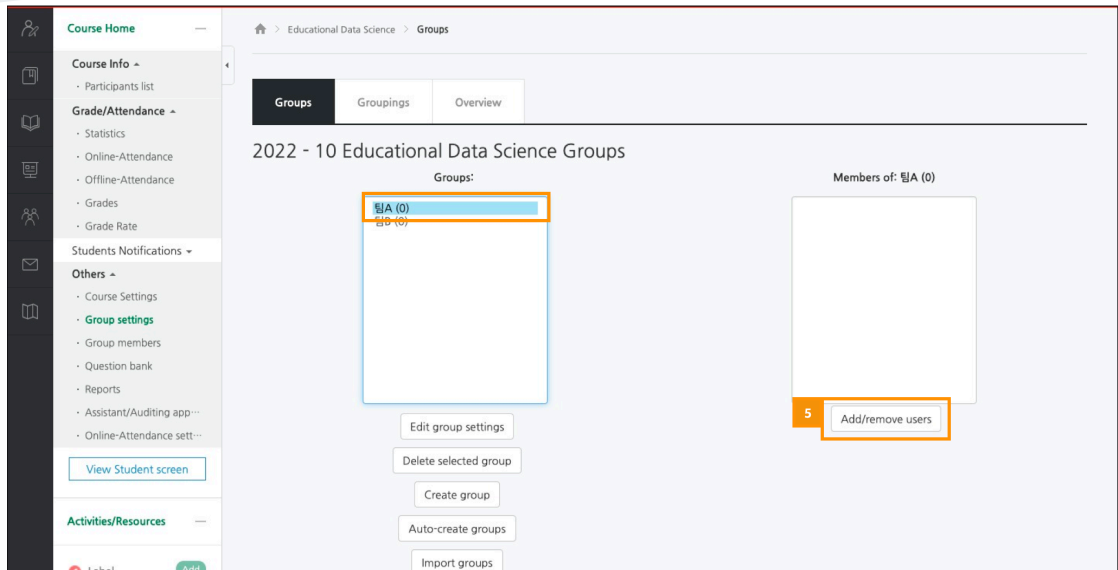 Course Home
Course Info
· Participants list
Grade/Attendance
· Statistics
· Online-Attendance
· Offline-Attendance
· Grades
· Grade Rate
Students Notifications
Others
· Course Settings
· Group settings
· Group members
· Question bank
· Reports
· Assistant/Auditing app···
· Online-Attendance sett···
View Student screen
Activities/Resources
Label
Add
> Educational Data Science > Groups
Groups
Groupings
Overview
2022 - 10 Educational Data Science Groups
Groups:
팀A (0)
팀B (0)
Edit group settings
Delete selected group
Create group
Auto-create groups
Import groups
Members of: 팀A (0)
5
Add/remove users